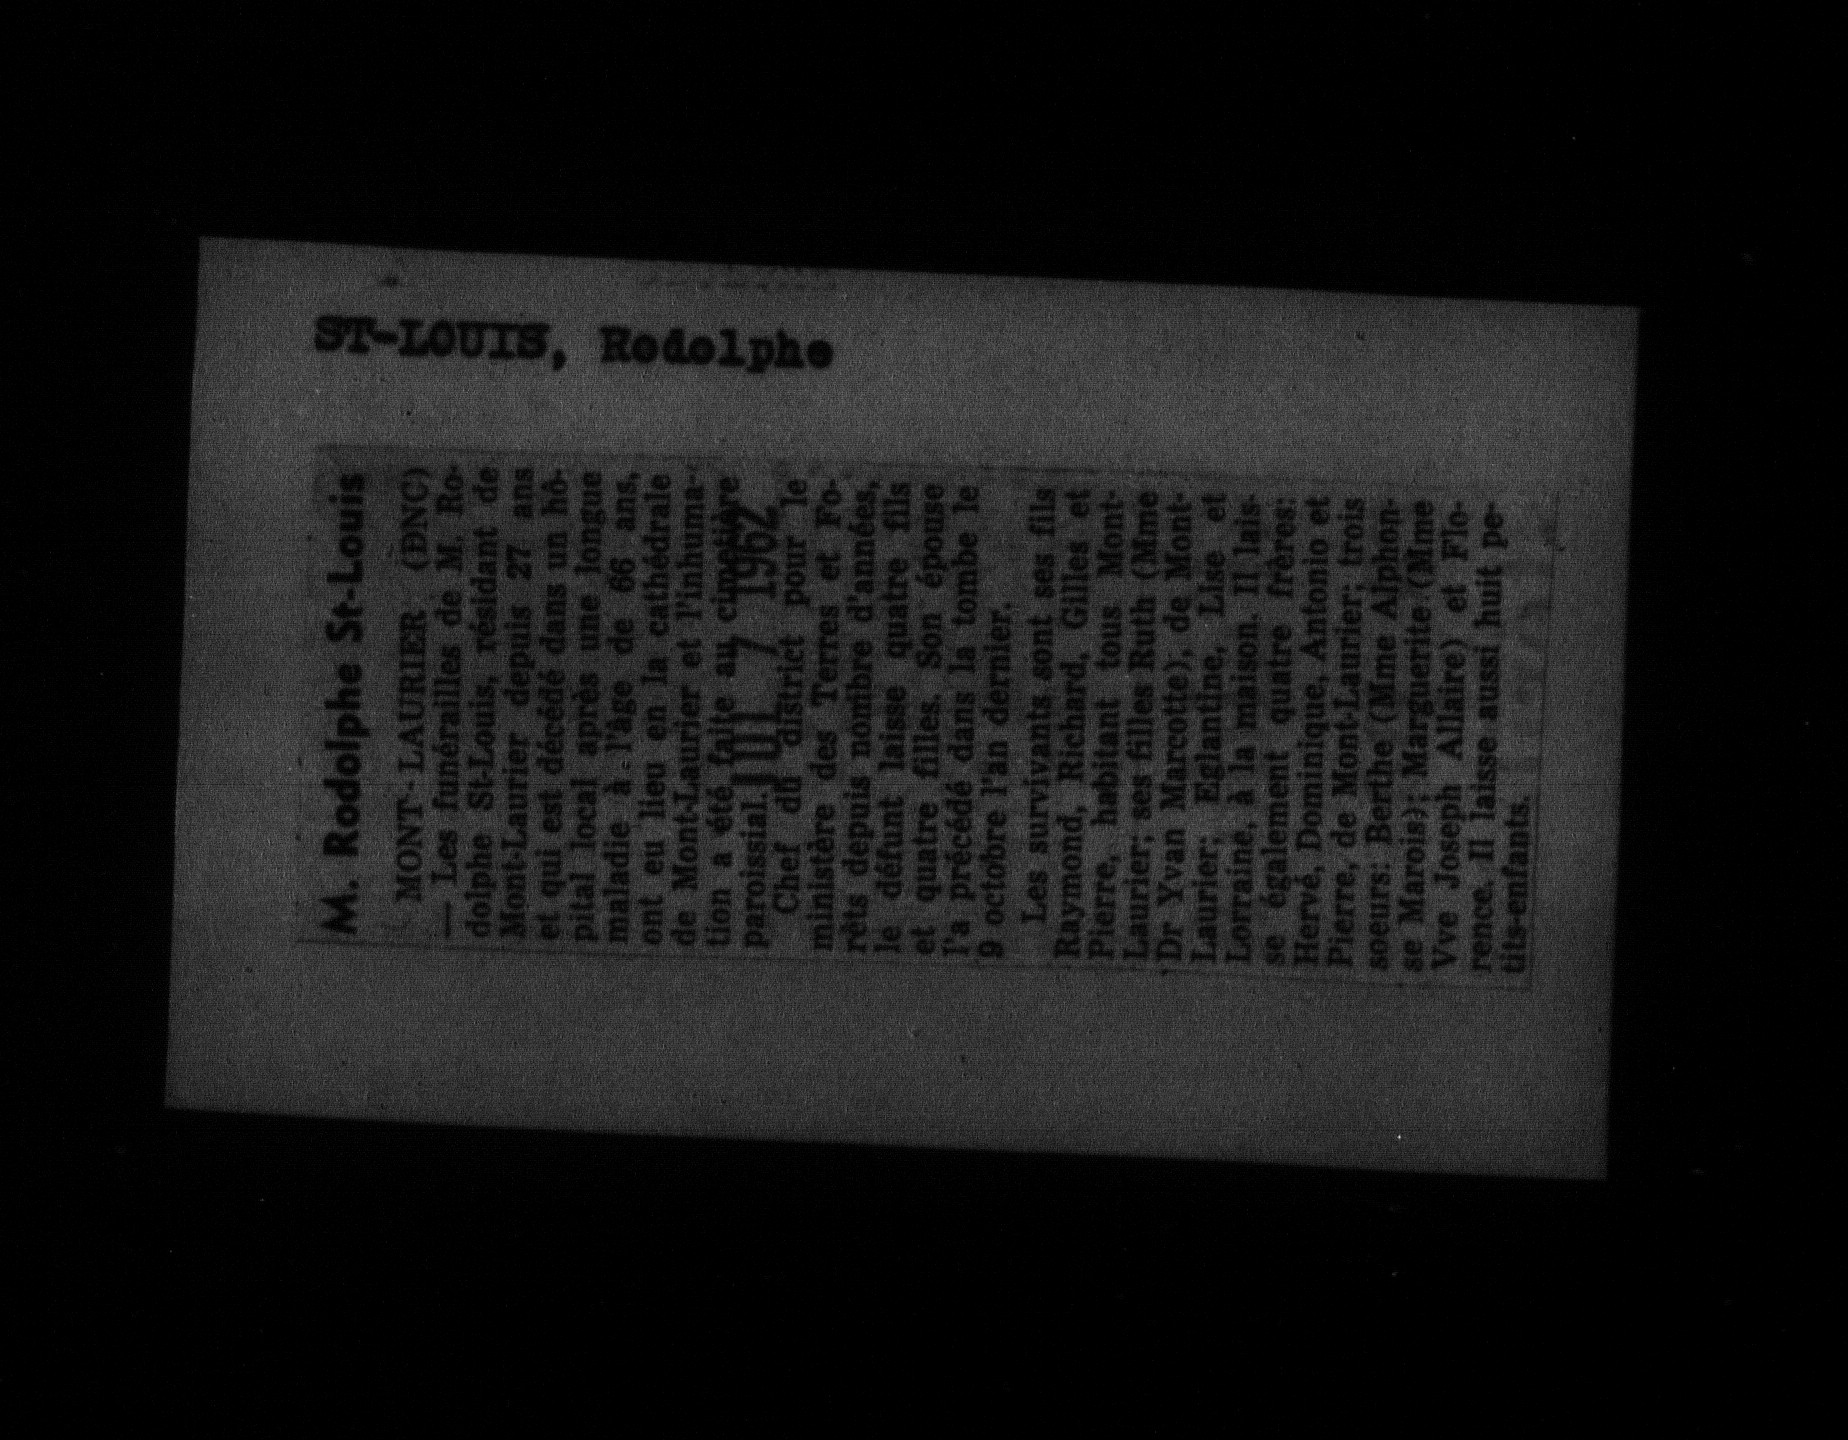 ST-LOUIS, Rodolphe
M. Rodolphe St-Louis
MONT-LAURIER (DNC)
— Les funérailles de M. Ro-
dolphe St-Louis, résidant de
Mont-Laurier depuis 27 ans
et qui est décédé dans un hô-
pital local après une longue
maladie à l'âge de 66 ans,
ont eu lieu en la cathédrale
de Mont-Laurier et l'inhuma-
tion a été faite au cimetière
paroissial.
JUI 7 1962
Chef du district pour le
ministère des Terres et Fo-
rêts depuis nombre d'années,
le défunt laisse quatre fils
et quatre filles. Son épouse
l'a précédé dans la tombe le
9 octobre l'an dernier.
Les survivants sont ses fils
Raymond, Richard, Gilles et
Pierre, habitant tous Mont-
Laurier; ses filles Ruth (Mme
Dr Yvan Marcotte), de Mont-
Laurier; Eglantine, Lise et
Lorraine, à la maison. Il lais-
se également quatre frères:
Hervé, Dominique, Antonio et
Pierre, de Mont-Laurier; trois
soeurs: Berthe (Mme Alphon-
se Marois); Marguerite (Mme
Vve Joseph Allaire) et Flo-
rence. Il laisse aussi huit pe-
tits-enfants.